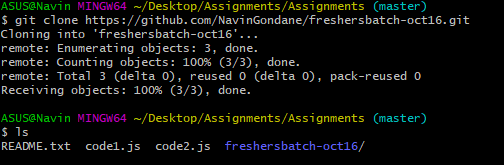 ASUS@Navin MINGW64 ~/Desktop/Assignments/Assignments (master)
$ git clone https://github.com/NavinGondane/freshersbatch-oct16.git
Cloning into 'freshersbatch-oct16'...
remote: Enumerating objects: 3, done.
remote: Counting objects: 100% (3/3), done.
remote: Total 3 (delta 0), reused 0 (delta 0), pack-reused 0
Receiving objects: 100% (3/3), done.
ASUS@Navin MINGW64 ~/Desktop/Assignments/Assignments (master)
$ ls
README.txt code1.js code2.js freshersbatch-oct16/